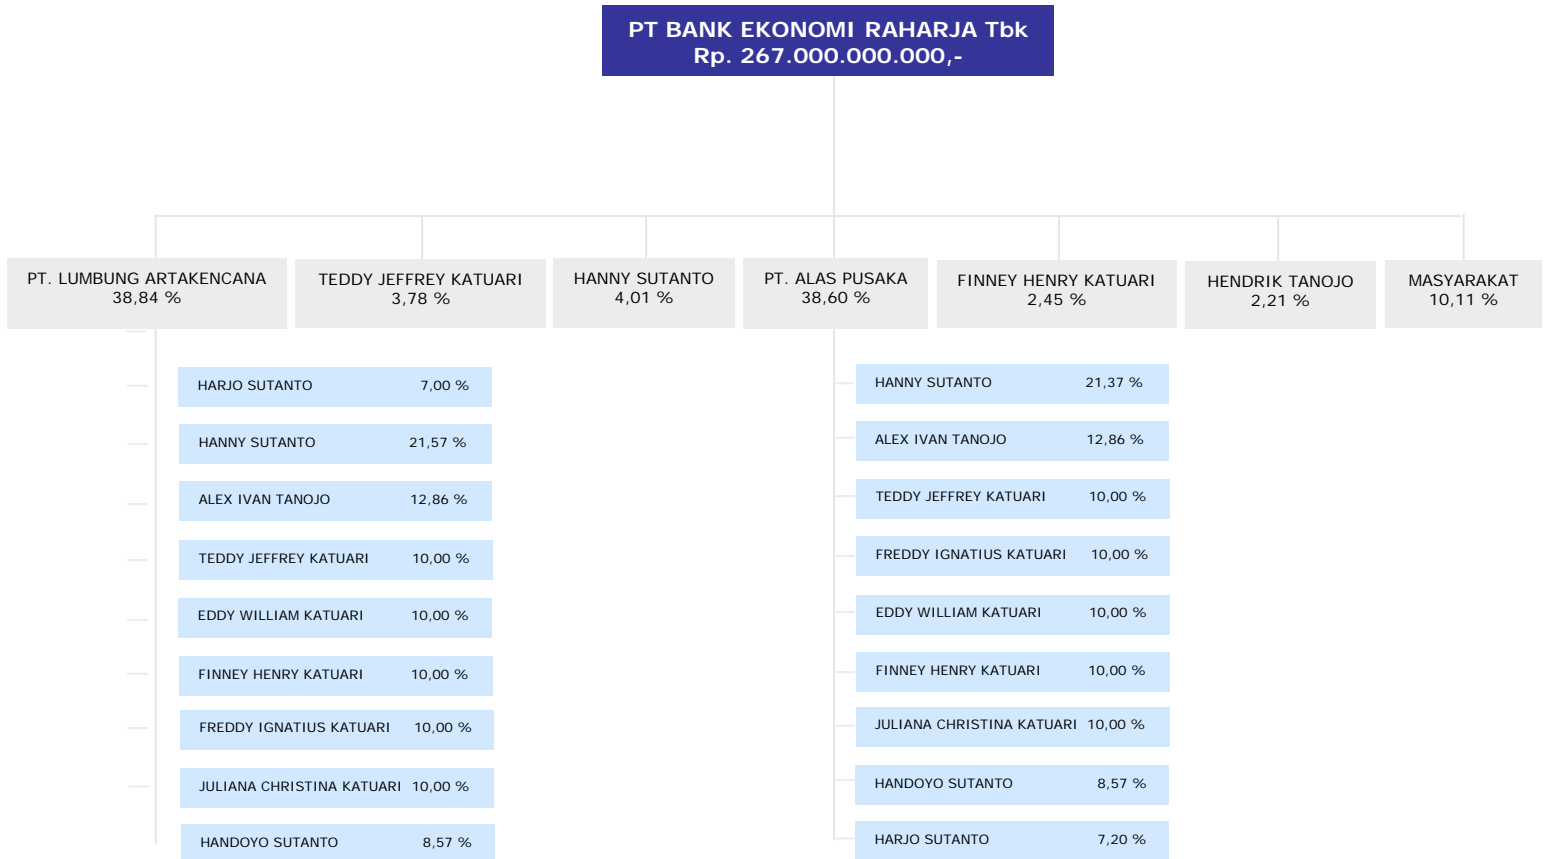 PT BANK EKONOMI RAHARJA Tbk
Rp. 267.000.000.000,-
PT. LUMBUNG ARTAKENCANA
38,84 %
TEDDY JEFFREY KATUARI
3,78 %
HANNY SUTANTO
4,01 %
PT. ALAS PUSAKA
38,60 %
FINNEY HENRY KATUARI
2,45 %
HENDRIK TANOJO
2,21 %
MASYARAKAT
10,11 %
HARJO SUTANTO 7,00 %
HANNY SUTANTO 21,57 %
ALEX IVAN TANOJO 12,86 %
TEDDY JEFFREY KATUARI 10,00 %
EDDY WILLIAM KATUARI 10,00 %
FINNEY HENRY KATUARI 10,00 %
FREDDY IGNATIUS KATUARI 10,00 %
JULIANA CHRISTINA KATUARI 10,00 %
HANDOYO SUTANTO 8,57 %
HANNY SUTANTO 21,37 %
ALEX IVAN TANOJO 12,86 %
TEDDY JEFFREY KATUARI 10,00 %
FREDDY IGNATIUS KATUARI 10,00 %
EDDY WILLIAM KATUARI 10,00 %
FINNEY HENRY KATUARI 10,00 %
JULIANA CHRISTINA KATUARI 10,00 %
HANDOYO SUTANTO 8,57 %
HARJO SUTANTO 7,20 %